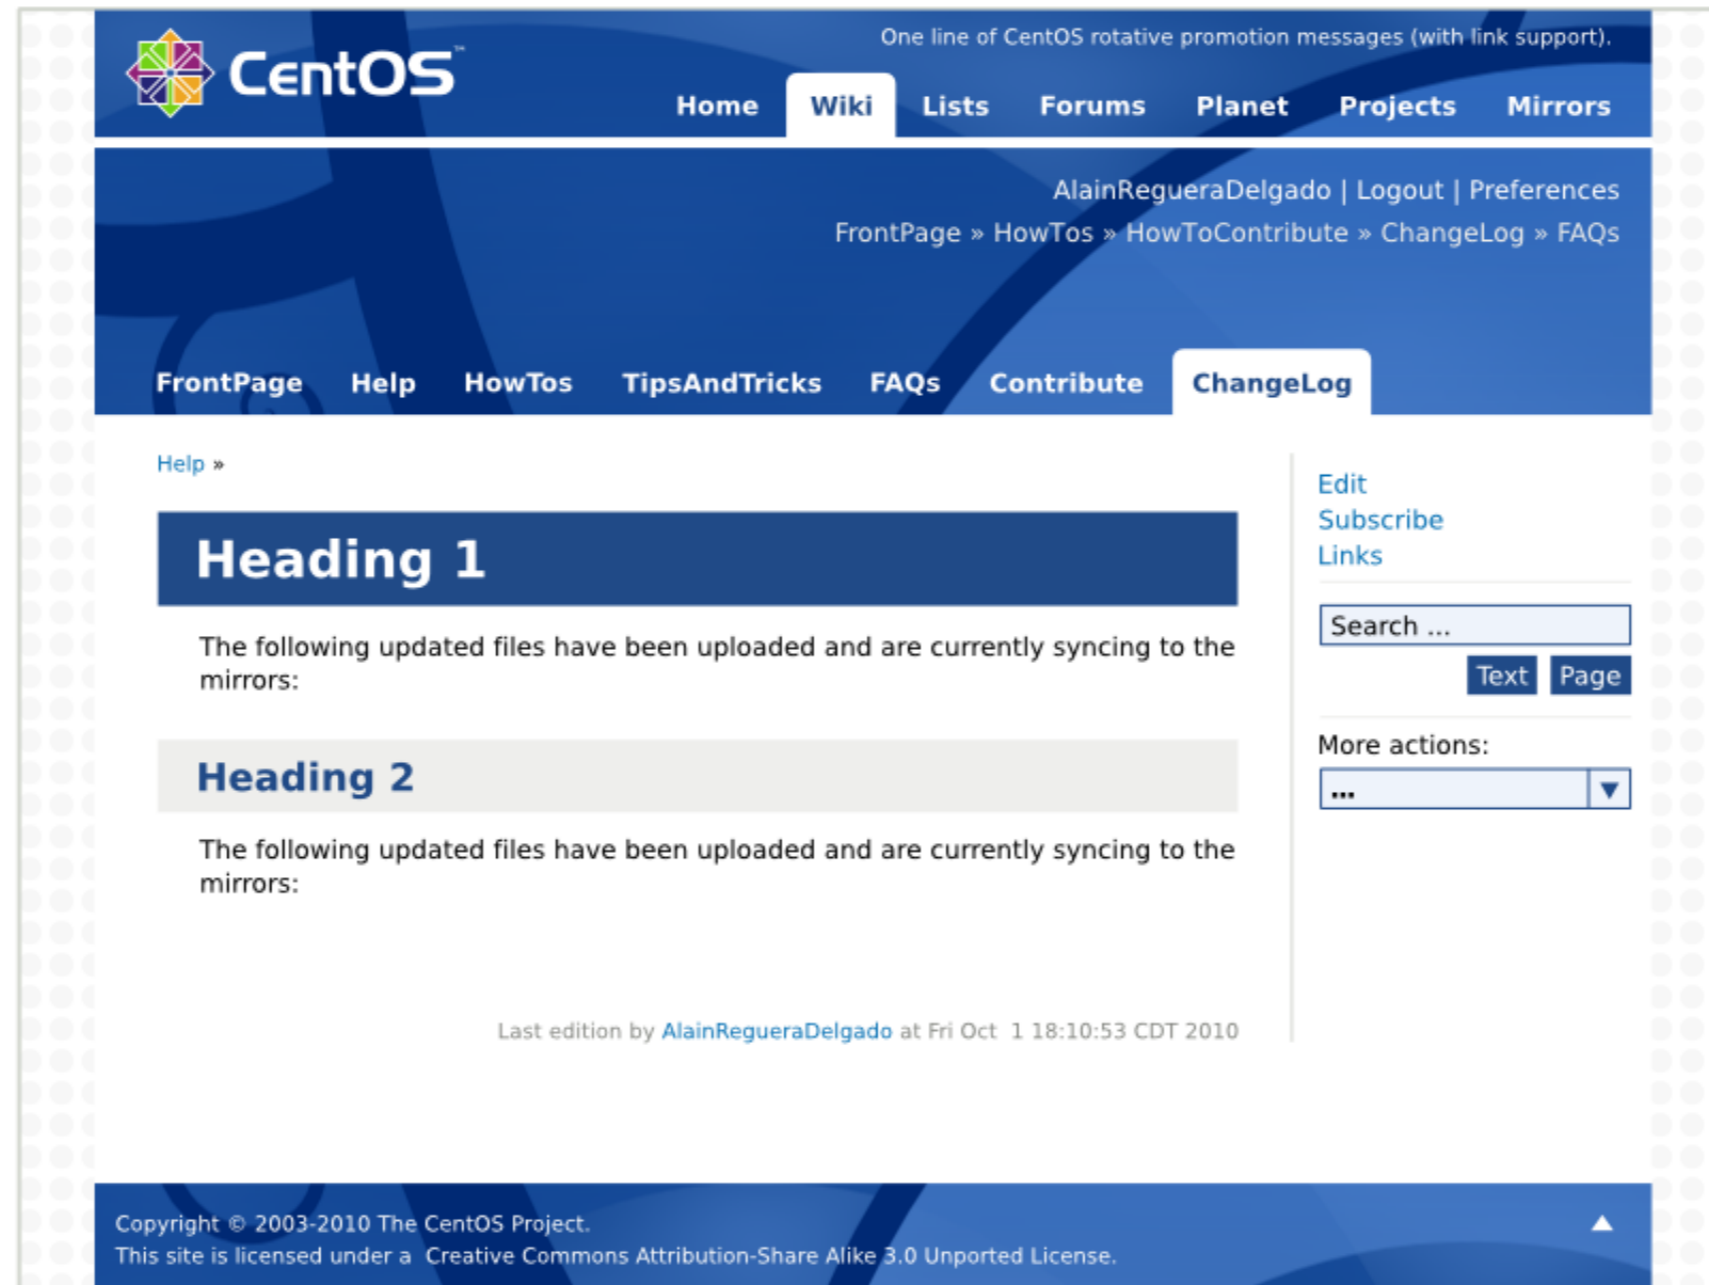 One line of CentOS rotative promotion messages (with link support).
CentOS™
Home Wiki Lists Forums Planet Projects Mirrors
AlainRegueraDelgado | Logout | Preferences
FrontPage » HowTos » HowToContribute » ChangeLog » FAQs
FrontPage Help HowTos TipsAndTricks FAQs Contribute ChangeLog
Help »
Heading 1
The following updated files have been uploaded and are currently syncing to the
mirrors:
Heading 2
The following updated files have been uploaded and are currently syncing to the
mirrors:
Last edition by AlainRegueraDelgado at Fri Oct  1 18:10:53 CDT 2010
Edit
Subscribe
Links
Search ...
Text Page
More actions:
...
Copyright © 2003-2010 The CentOS Project.
This site is licensed under a  Creative Commons Attribution-Share Alike 3.0 Unported License.